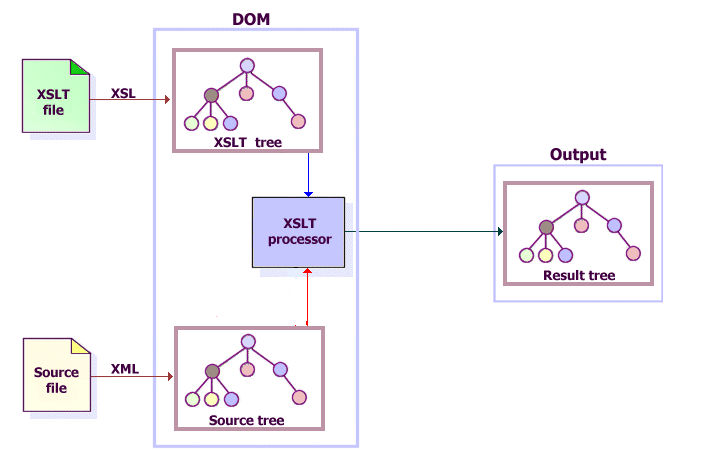 DOM
XSLT
file
XSL
XSLT tree
XSLT
processor
Output
Result tree
Source
file
XML
Source tree